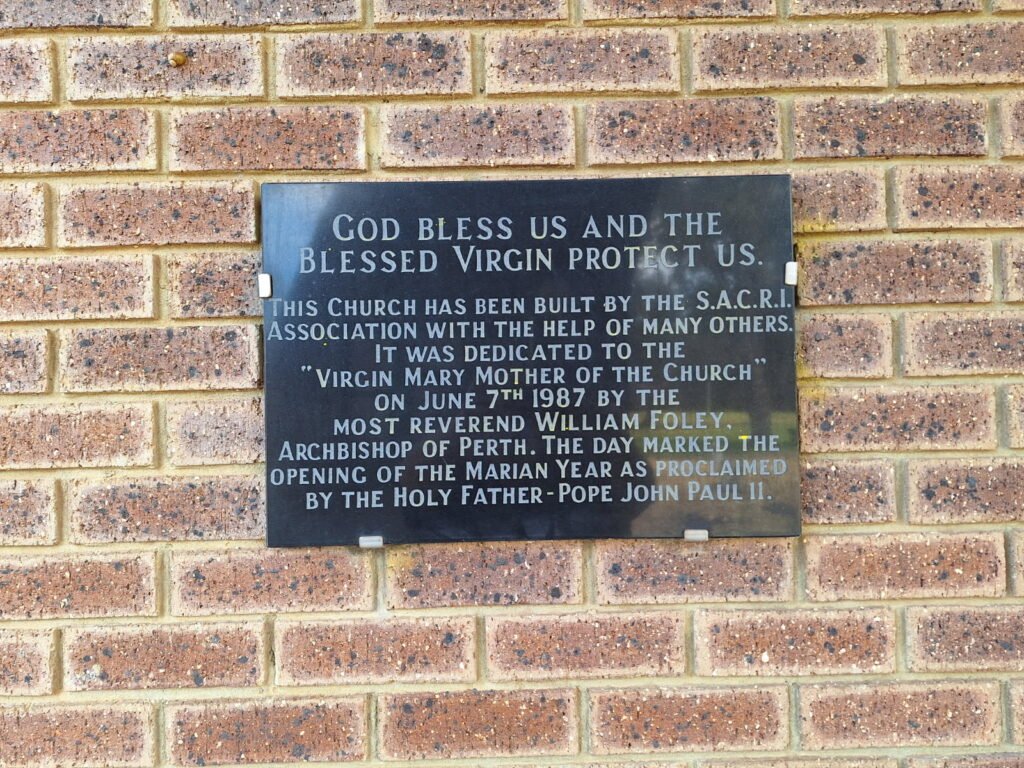 God bless us and the
Blessed Virgin protect us.
This Church has been built by the S.A.C.R.I.
Association with the help of many others.
It was dedicated to the
"Virgin Mary Mother of the Church"
on June 7th 1987 by the
most reverend William Foley,
Archbishop of Perth. The day marked the
opening of the Marian Year as proclaimed
by the Holy Father - Pope John Paul II.